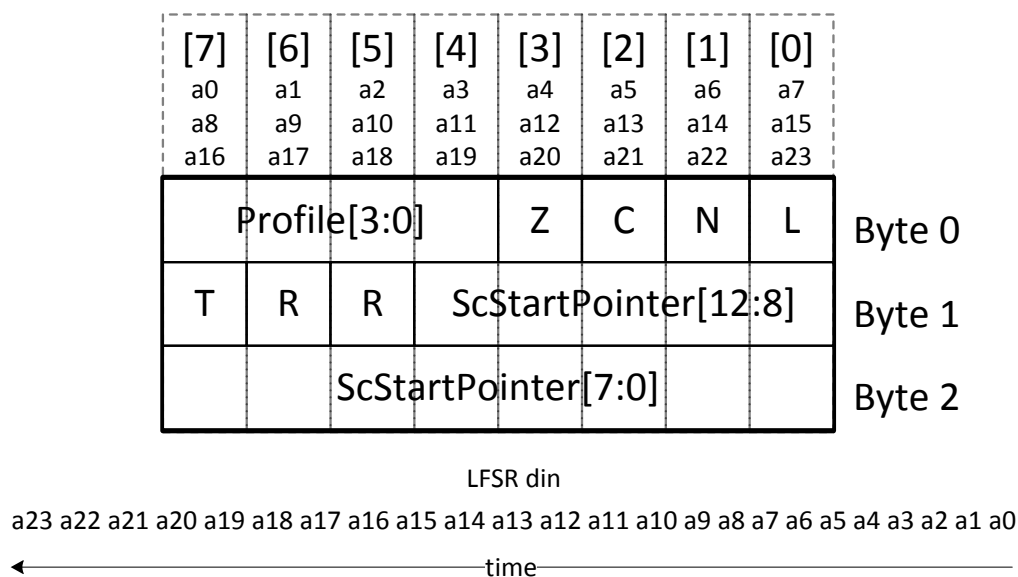 [7] [6] [5] [4] [3] [2] [1] [0]
a0 a1 a2 a3 a4 a5 a6 a7
a8 a9 a10 a11 a12 a13 a14 a15
a16 a17 a18 a19 a20 a21 a22 a23
Profile[3:0] Z C N L Byte 0
T R R ScStartPointer[12:8] Byte 1
ScStartPointer[7:0] Byte 2
LFSR din
a23 a22 a21 a20 a19 a18 a17 a16 a15 a14 a13 a12 a11 a10 a9 a8 a7 a6 a5 a4 a3 a2 a1 a0
time